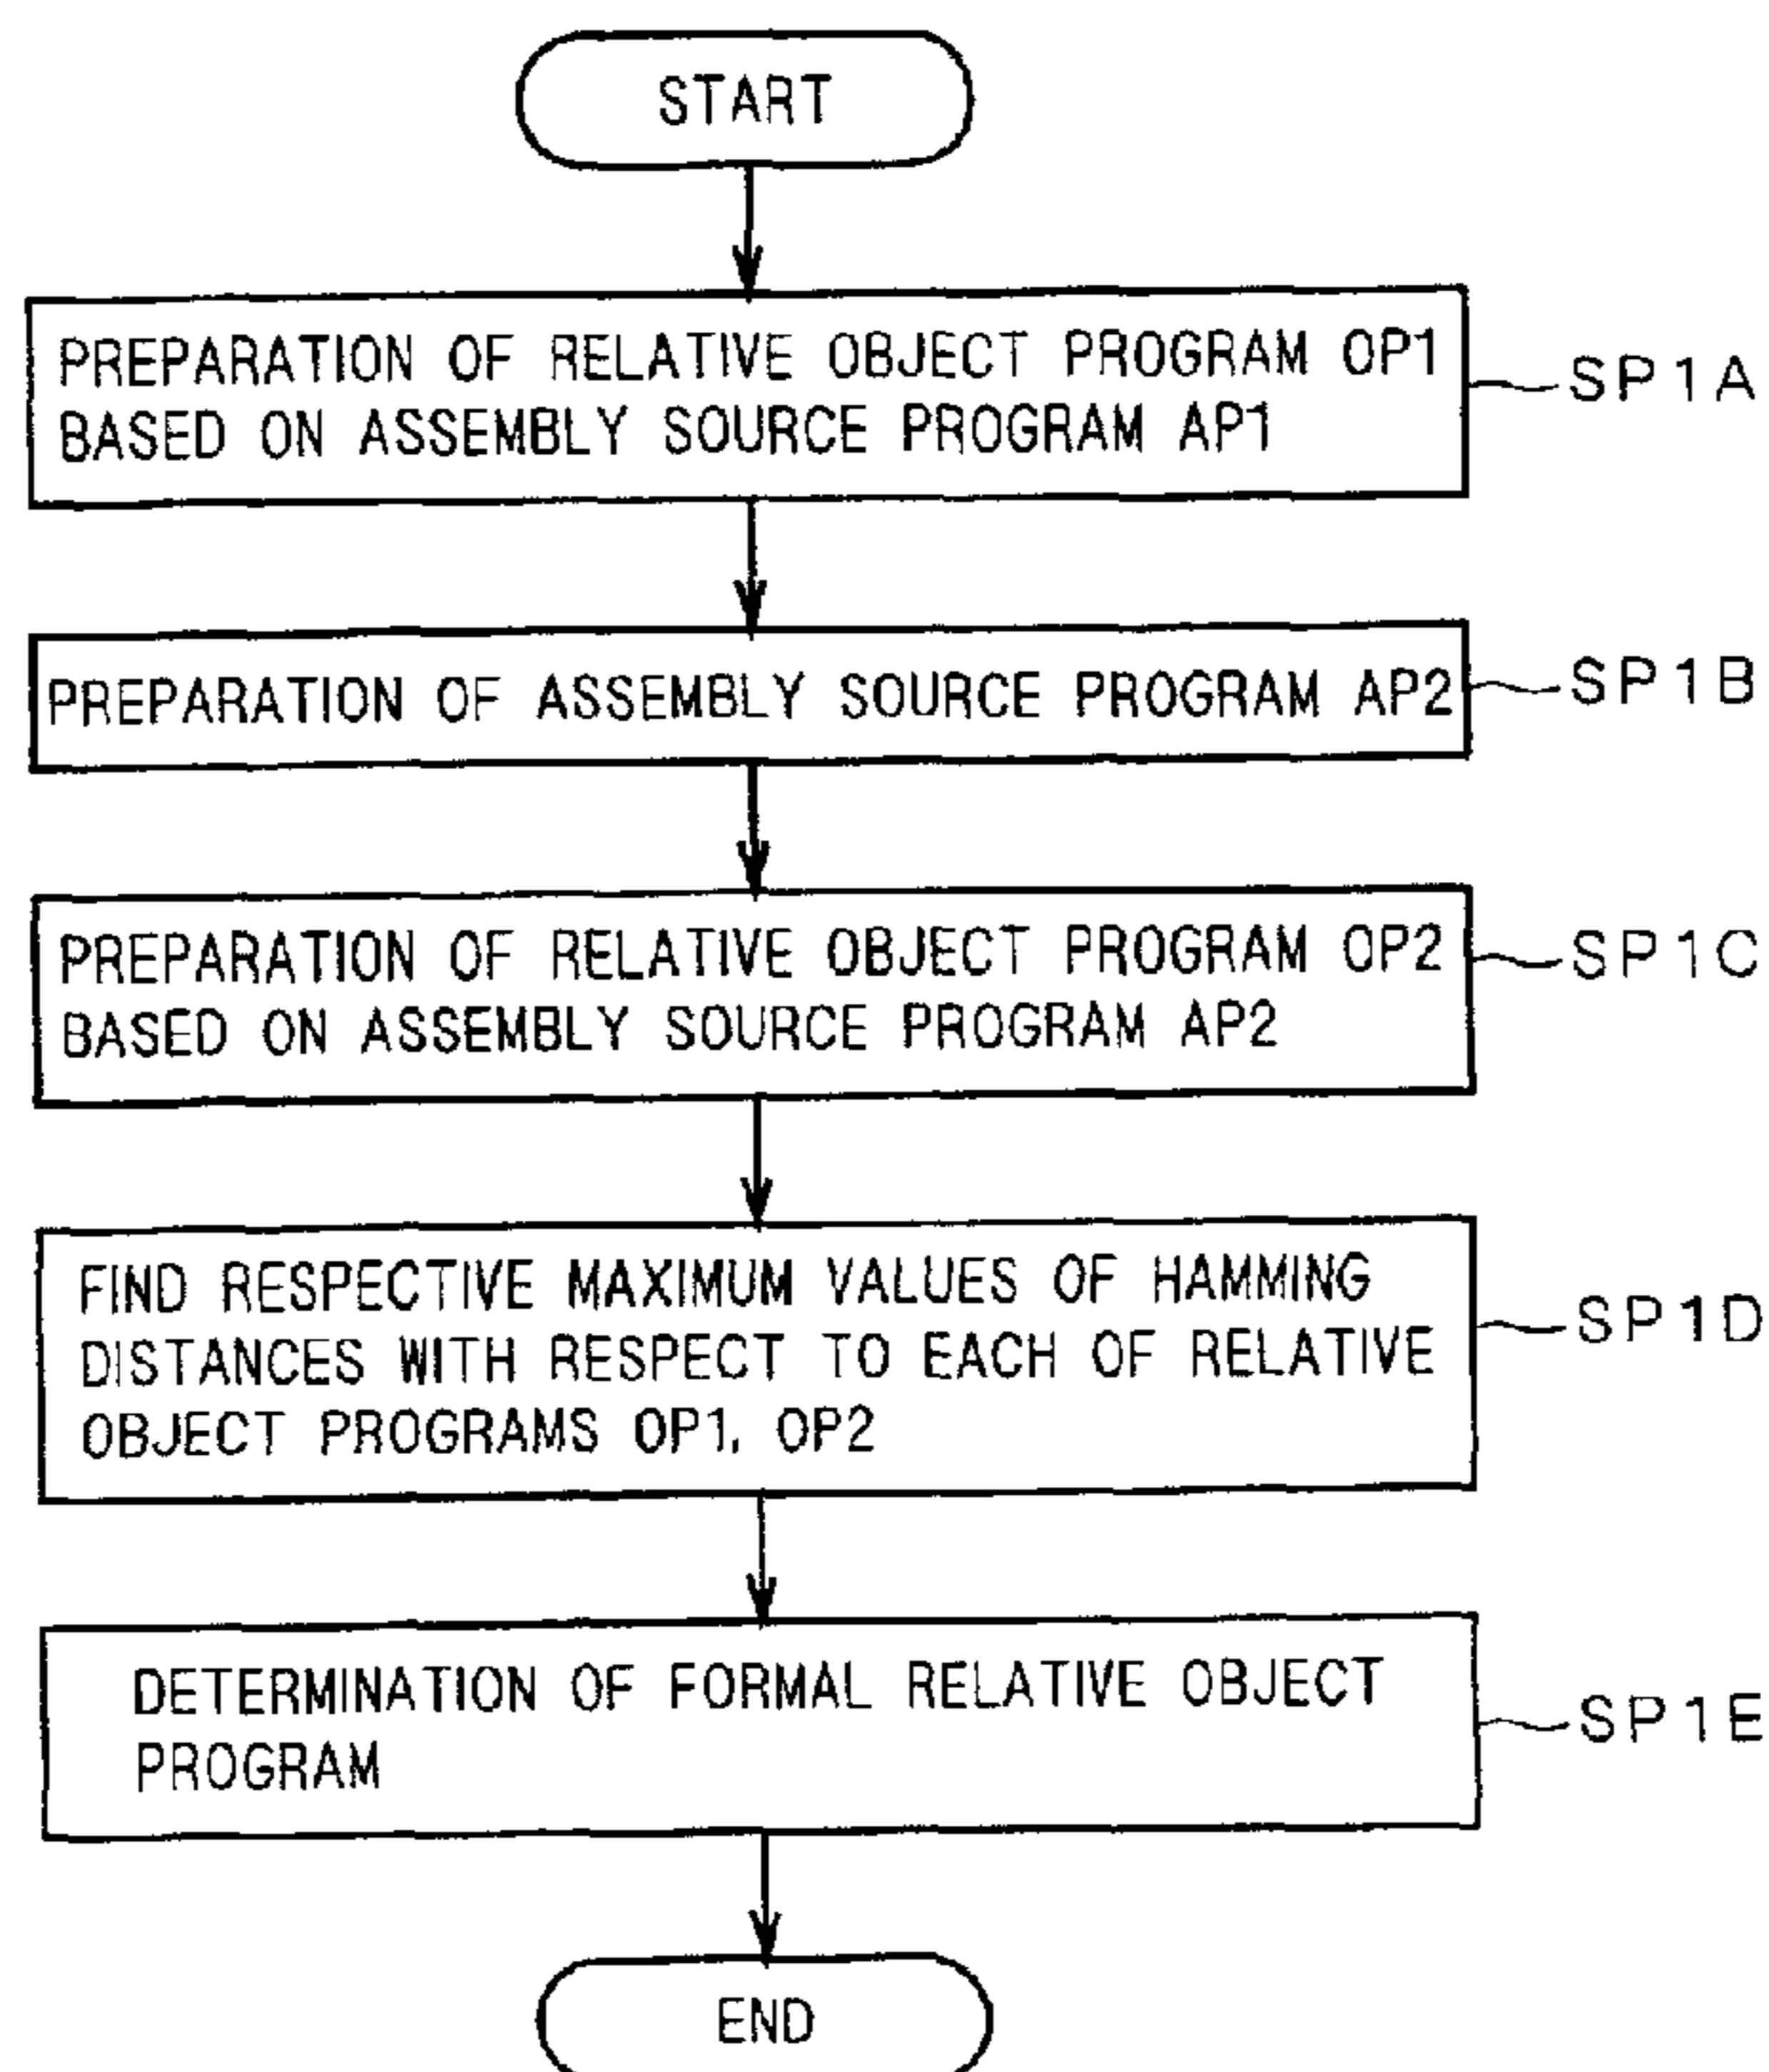 START
PREPARATION OF RELATIVE OBJECT PROGRAM OP1
BASED ON ASSEMBLY SOURCE PROGRAM AP1
SP1A
PREPARATION OF ASSEMBLY SOURCE PROGRAM AP2
SP1B
PREPARATION OF RELATIVE OBJECT PROGRAM OP2
BASED ON ASSEMBLY SOURCE PROGRAM AP2
SP1C
FIND RESPECTIVE MAXIMUM VALUES OF HAMMING
DISTANCES WITH RESPECT TO EACH OF RELATIVE
OBJECT PROGRAMS OP1, OP2
SP1D
DETERMINATION OF FORMAL RELATIVE OBJECT
PROGRAM
SP1E
END